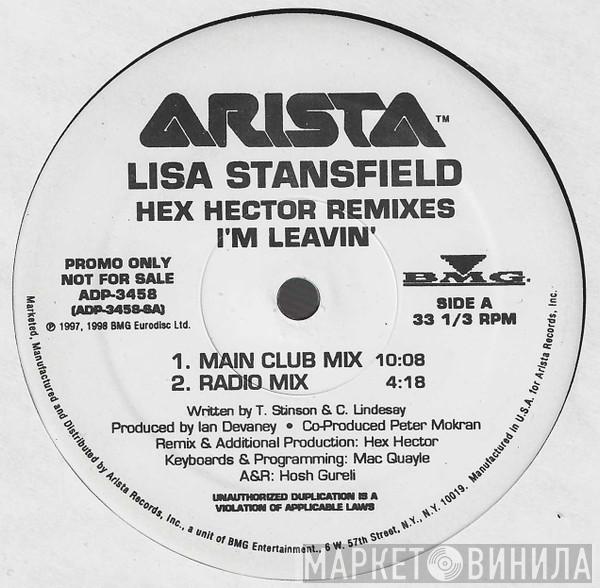 ARISTA™
LISA STANSFIELD
HEX HECTOR REMIXES
I'M LEAVIN'
PROMO ONLY
NOT FOR SALE
ADP-3458
(ADP-3458-SA)
℗ 1997, 1998 BMG Eurodisc Ltd.
BMG.
SIDE A
33 1/3 RPM
1. MAIN CLUB MIX 10:08
2. RADIO MIX 4:18
Written by T. Stinson & C. Lindesay
Produced by Ian Devaney • Co-Produced Peter Mokran
Remix & Additional Production: Hex Hector
Keyboards & Programming: Mac Quayle
A&R: Hosh Gureli
UNAUTHORIZED DUPLICATION IS A
VIOLATION OF APPLICABLE LAWS
Marketed, Manufactured and Distributed by Arista Records, Inc., a unit of BMG Entertainment., 6 W. 57th Street, N.Y., N.Y. 10019. Manufactured in U.S.A. for Arista Records, Inc.
МАРКЕТ ВИНИЛА